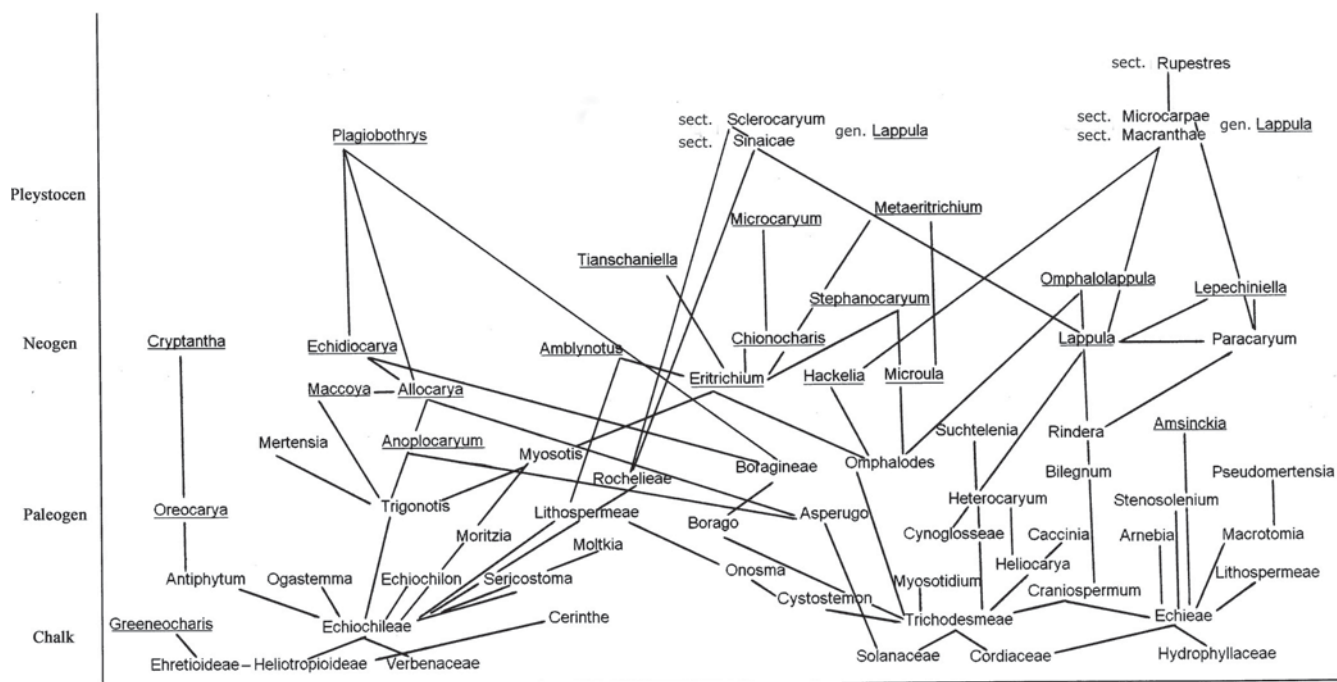 sect. Rupestres
sect. Microcarpae
sect. Macranthae gen. Lappula
sect. Sclerocaryum
sect. Sinaicae gen. Lappula
Plagiobothrys
Pleystocen
Metaeritrichium
Microcaryum
Tianschaniella
Omphalolappula
Lepechiniella
Stephanocaryum
Neogen
Cryptantha
Echidiocarya
Amblynotus
Chionocharis
Lappula
Paracaryum
Eritrichium
Hackelia
Microula
Maccoya
Allocarya
Mertensia
Anoplocaryum
Suchtelenia
Rindera
Amsinckia
Myosotis
Boragineae
Omphalodes
Rochelieae
Bilegnum
Pseudomertensia
Paleogen
Oreocarya
Trigonotis
Lithospermeae
Borago
Asperugo
Heterocaryum
Stenosolenium
Moritzia
Moltkia
Cynoglosseae
Caccinia
Arnebia
Macrotomia
Antiphytum
Ogastemma
Echiochilon
Sericostoma
Onosma
Heliocarya
Myosotidium
Lithospermeae
Cystostemon
Craniospermum
Greeneocharis
Echiochileae
Cerinthe
Trichodesmeae
Echieae
Chalk
Ehretioideae – Heliotropioideae
Verbenaceae
Solanaceae
Cordiaceae
Hydrophyllaceae